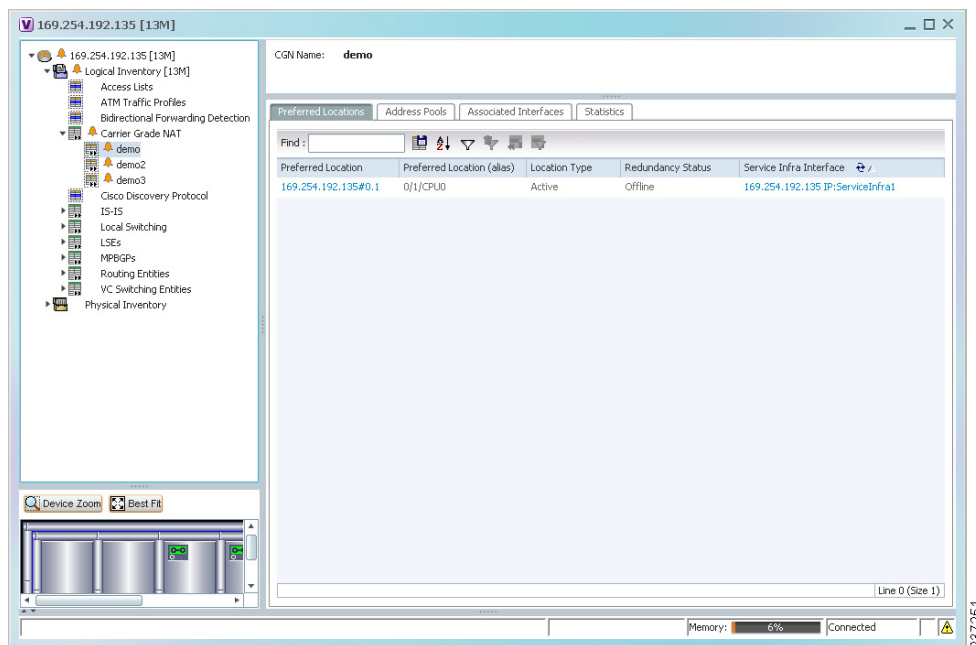 169.254.192.135 [13M]
169.254.192.135 [13M]
Logical Inventory [13M]
Access Lists
ATM Traffic Profiles
Bidirectional Forwarding Detection
Carrier Grade NAT
demo
demo2
demo3
Cisco Discovery Protocol
IS-IS
Local Switching
LSEs
MPBGPs
Routing Entities
VC Switching Entities
Physical Inventory
Device Zoom Best Fit
CGN Name: demo
Preferred Locations Address Pools Associated Interfaces Statistics
Find :
Preferred Location Preferred Location (alias) Location Type Redundancy Status Service Infra Interface
169.254.192.135#0.1 0/1/CPU0 Active Offline 169.254.192.135 IP:ServiceInfra1
Line 0 (Size 1)
Memory: 6% Connected